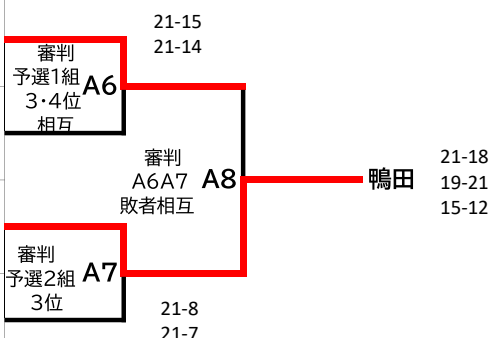 21-15
21-14
審判
予選1組
3・4位
相互
A6
審判
A6A7
敗者相互
A8
鴨田
21-18
19-21
15-12
審判
予選2組
3位
A7
21-8
21-7